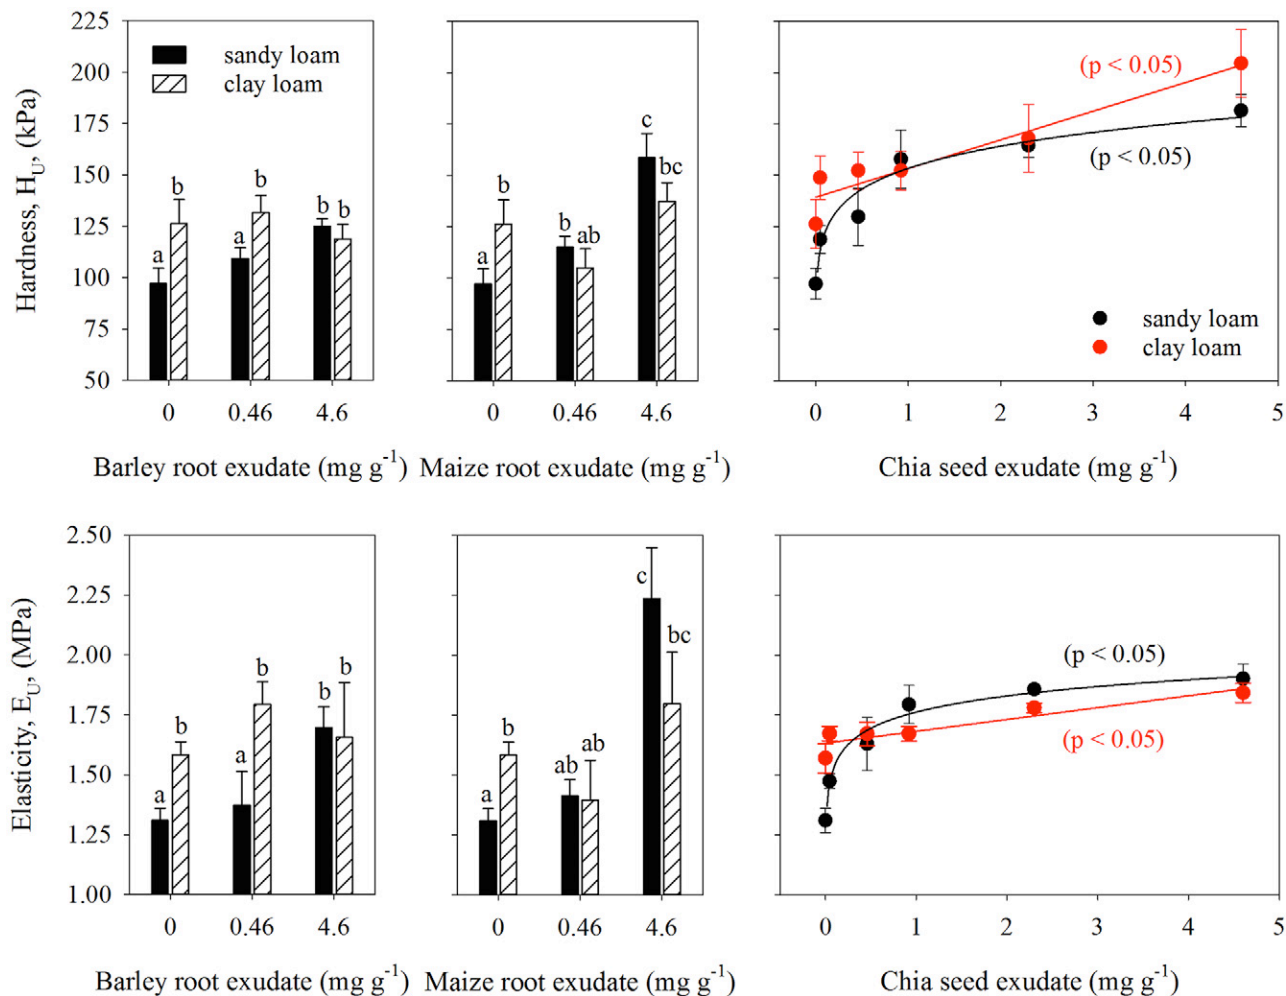 Hardness, H_U, (kPa)
225
200
175
150
125
100
75
50
sandy loam
clay loam
a
b
a
b
b
b
0
0.46
4.6
Barley root exudate (mg g⁻¹)
a
b
b
ab
c
bc
0
0.46
4.6
Maize root exudate (mg g⁻¹)
(p < 0.05)
(p < 0.05)
sandy loam
clay loam
0
1
2
3
4
5
Chia seed exudate (mg g⁻¹)
Elasticity, E_U, (MPa)
2.50
2.25
2.00
1.75
1.50
1.25
1.00
a
b
a
b
b
b
0
0.46
4.6
Barley root exudate (mg g⁻¹)
a
b
ab
ab
c
bc
0
0.46
4.6
Maize root exudate (mg g⁻¹)
(p < 0.05)
(p < 0.05)
0
1
2
3
4
5
Chia seed exudate (mg g⁻¹)